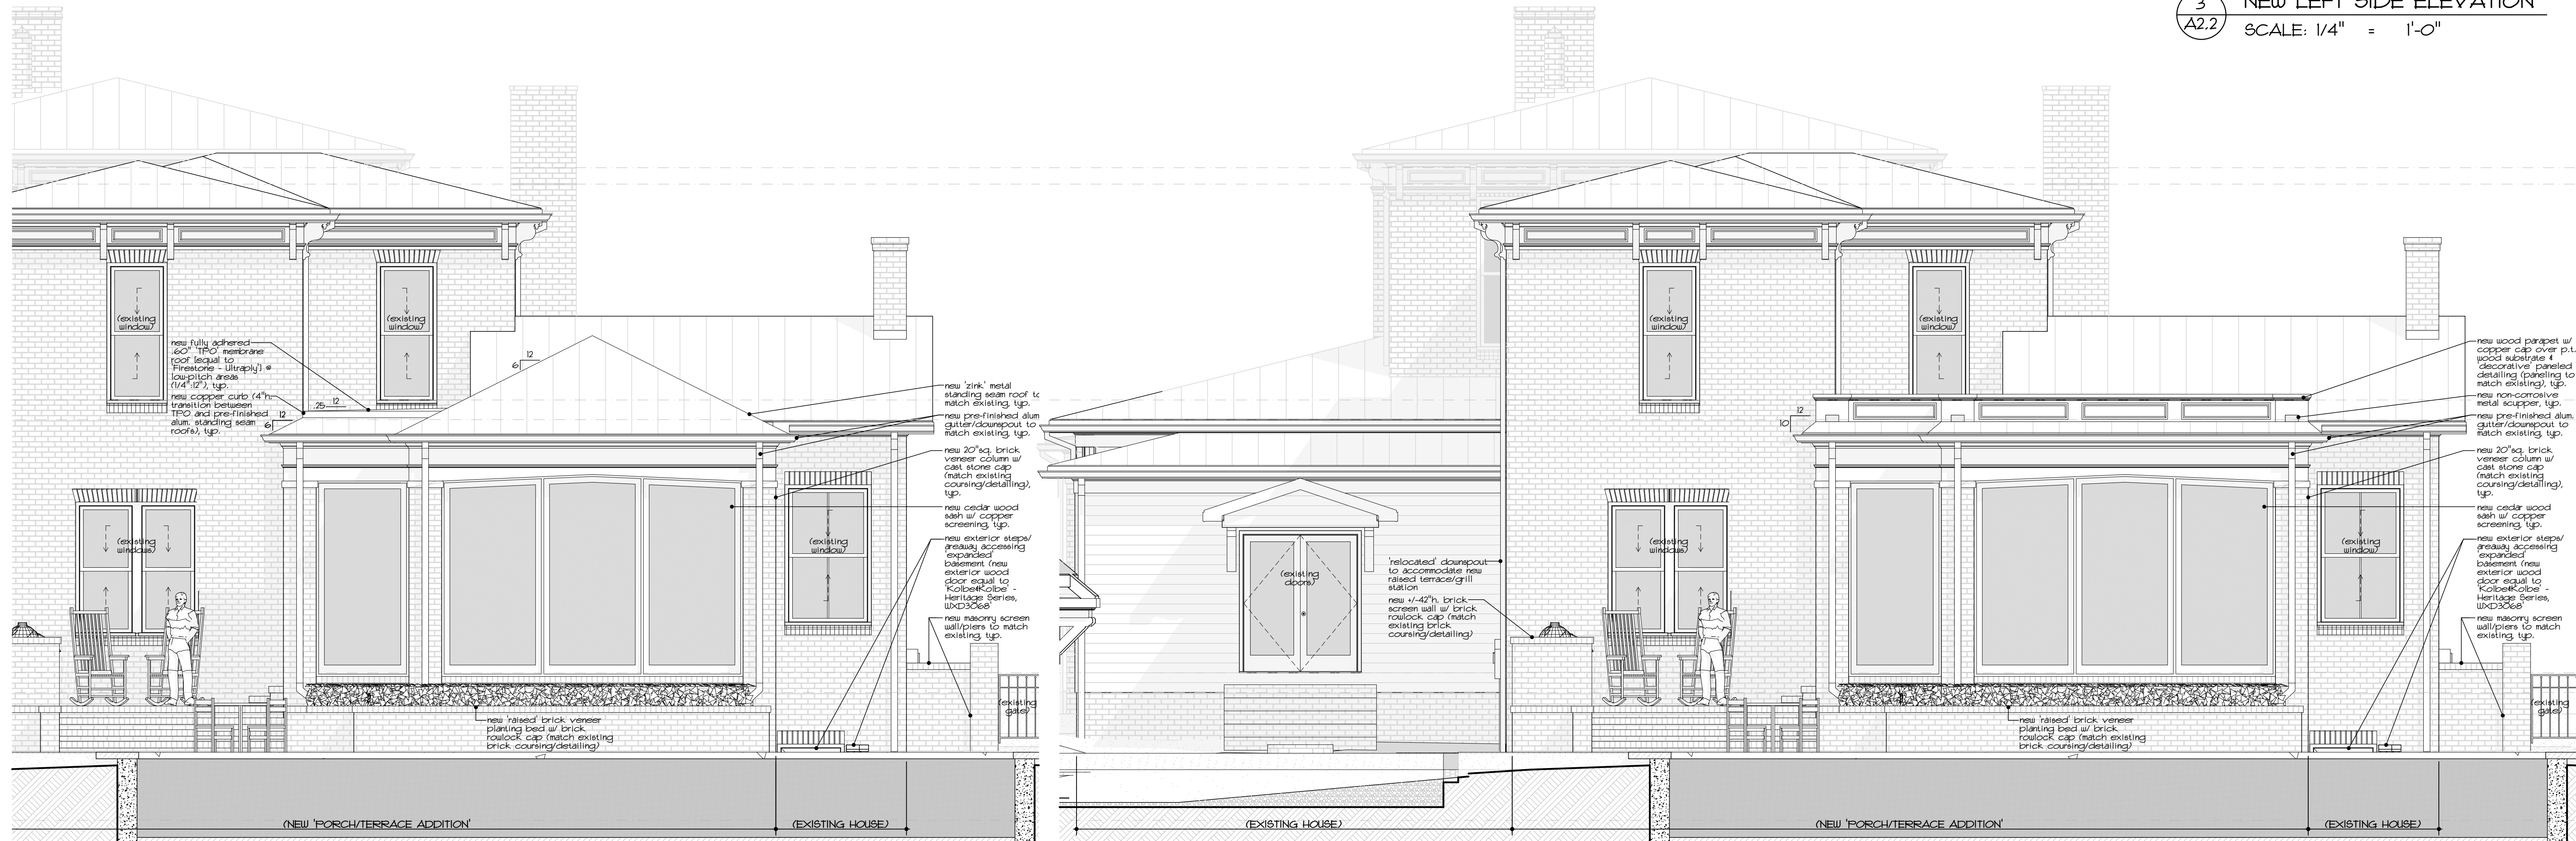 3
A2.2
NEW LEFT SIDE ELEVATION
SCALE: 1/4" = 1'-0"
(existing
window)
(existing
window)
new fully adhered
.60" 'TPO' membrane
roof [equal to
'Firestone - Ultraply'] @
low-pitch areas
(1/4":12"), typ.
new copper curb (4"h.
transition between
TPO and pre-finished
alum. standing seam
roofs), typ.
12
.25
12
6
12
6
new 'zink' metal
standing seam roof to
match existing, typ.
new pre-finished alum
gutter/downspout to
match existing, typ.
new 20"sq. brick
veneer column w/
cast stone cap
(match existing
coursing/detailing),
typ.
new cedar wood
sash w/ copper
screening, typ.
new exterior steps/
areaway accessing
'expanded'
basement (new
exterior wood
door equal to
'Kolbe&Kolbe' -
Heritage Series,
WXD3068'
new masonry screen
wall/piers to match
existing, typ.
(existing
windows)
(existing
window)
(existing
gate)
new 'raised' brick veneer
planting bed w/ brick
rowlock cap (match existing
brick coursing/detailing)
(NEW 'PORCH/TERRACE ADDITION'
(EXISTING HOUSE)
(existing
window)
(existing
window)
12
10
new wood parapet w/
copper cap over p.t.
wood substrate &
'decorative' paneled
detailing (paneling to
match existing), typ.
new non-corrosive
metal scupper, typ.
new pre-finished alum.
gutter/downspout to
match existing, typ.
new 20"sq. brick
veneer column w/
cast stone cap
(match existing
coursing/detailing),
typ.
new cedar wood
sash w/ copper
screening, typ.
new exterior steps/
areaway accessing
'expanded'
basement (new
exterior wood
door equal to
'Kolbe&Kolbe' -
Heritage Series,
WXD3068'
new masonry screen
wall/piers to match
existing, typ.
(existing
doors)
'relocated' downspout
to accommodate new
raised terrace/grill
station
new +/-42"h. brick
screen wall w/ brick
rowlock cap (match
existing brick
coursing/detailing)
(existing
windows)
(existing
window)
(existing
gate)
new 'raised' brick veneer
planting bed w/ brick
rowlock cap (match existing
brick coursing/detailing)
(EXISTING HOUSE)
(NEW 'PORCH/TERRACE ADDITION'
(EXISTING HOUSE)